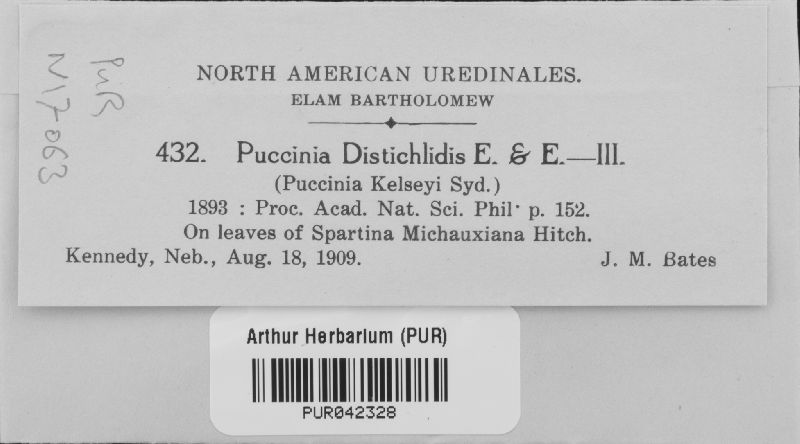 PUR
N17063
NORTH AMERICAN UREDINALES.
ELAM BARTHOLOMEW
432. Puccinia Distichlidis E. & E.—III.
(Puccinia Kelseyi Syd.)
1893 : Proc. Acad. Nat. Sci. Phil· p. 152.
On leaves of Spartina Michauxiana Hitch.
Kennedy, Neb., Aug. 18, 1909. J. M. Bates
Arthur Herbarium (PUR)
PUR042328